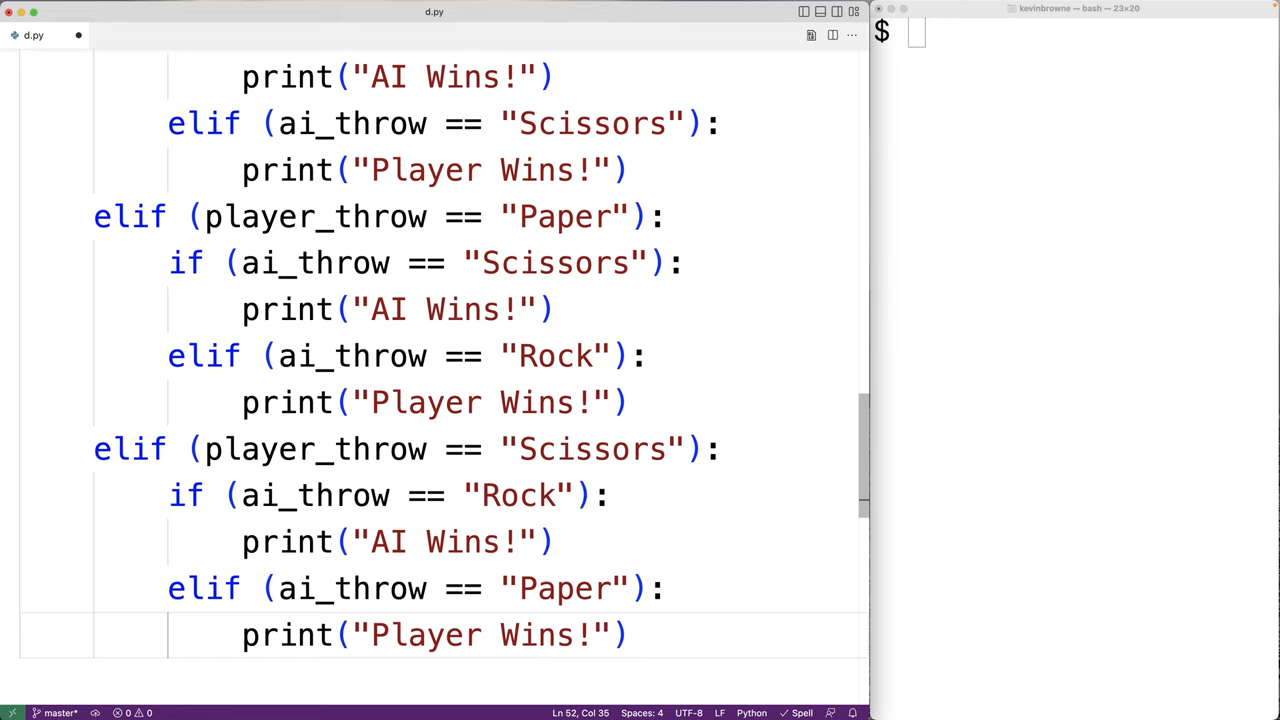 d.py
kevinbrowne — bash — 23×20
d.py
$
print("AI Wins!")
elif (ai_throw == "Scissors"):
print("Player Wins!")
elif (player_throw == "Paper"):
if (ai_throw == "Scissors"):
print("AI Wins!")
elif (ai_throw == "Rock"):
print("Player Wins!")
elif (player_throw == "Scissors"):
if (ai_throw == "Rock"):
print("AI Wins!")
elif (ai_throw == "Paper"):
print("Player Wins!")
master* 0 0 Ln 52, Col 35 Spaces: 4 UTF-8 LF Python Spell